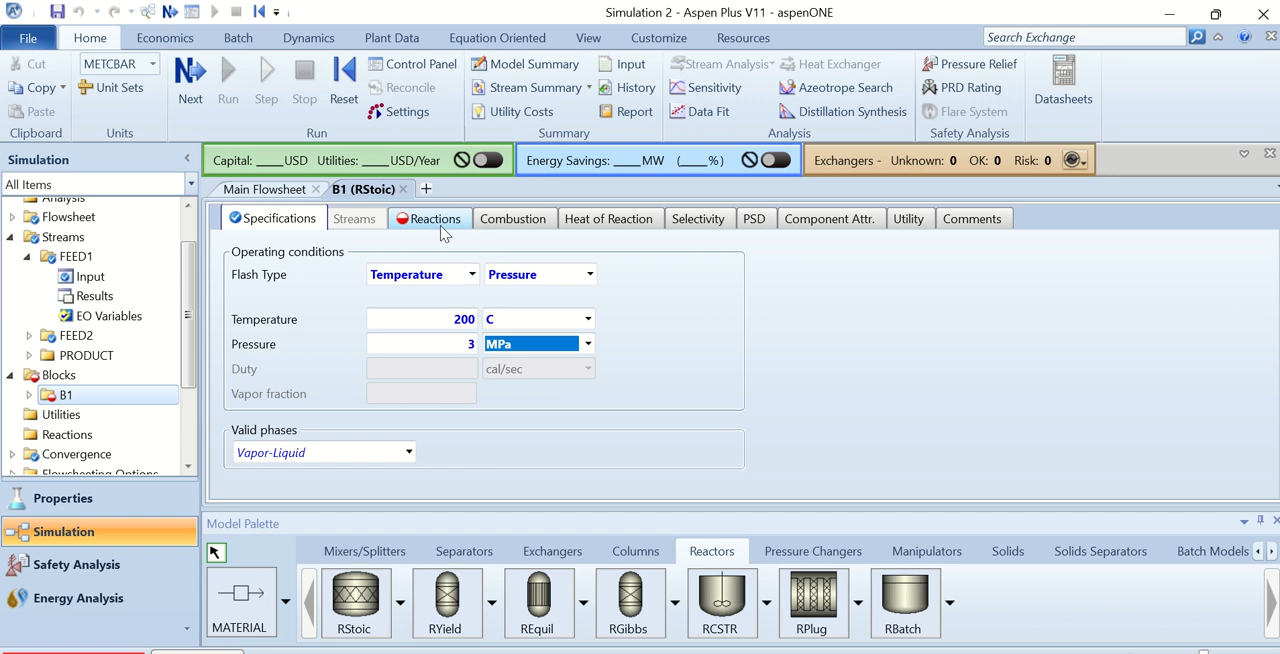 Simulation 2 - Aspen Plus V11 - aspenONE
File Home Economics Batch Dynamics Plant Data Equation Oriented View Customize Resources Search Exchange
Cut METCBAR Control Panel Model Summary Input Stream Analysis Heat Exchanger Pressure Relief
Copy Unit Sets Next Run Step Stop Reset Reconcile Stream Summary History Sensitivity Azeotrope Search PRD Rating Datasheets
Paste Settings Utility Costs Report Data Fit Distillation Synthesis Flare System
Clipboard Units Run Summary Analysis Safety Analysis
Simulation Capital: ____USD Utilities: ____USD/Year Energy Savings: ____MW (____%) Exchangers - Unknown: 0 OK: 0 Risk: 0
All Items Main Flowsheet B1 (RStoic)
Analysis
Flowsheet Specifications Streams Reactions Combustion Heat of Reaction Selectivity PSD Component Attr. Utility Comments
Streams
FEED1 Operating conditions
Input Flash Type Temperature Pressure
Results
EO Variables Temperature 200 C
FEED2 Pressure 3 MPa
PRODUCT
Blocks Duty cal/sec
B1 Vapor fraction
Utilities
Reactions Valid phases
Convergence Vapor-Liquid
Flowsheeting Options
Properties
Model Palette
Simulation
Mixers/Splitters Separators Exchangers Columns Reactors Pressure Changers Manipulators Solids Solids Separators Batch Models
Safety Analysis
Energy Analysis
MATERIAL RStoic RYield REquil RGibbs RCSTR RPlug RBatch